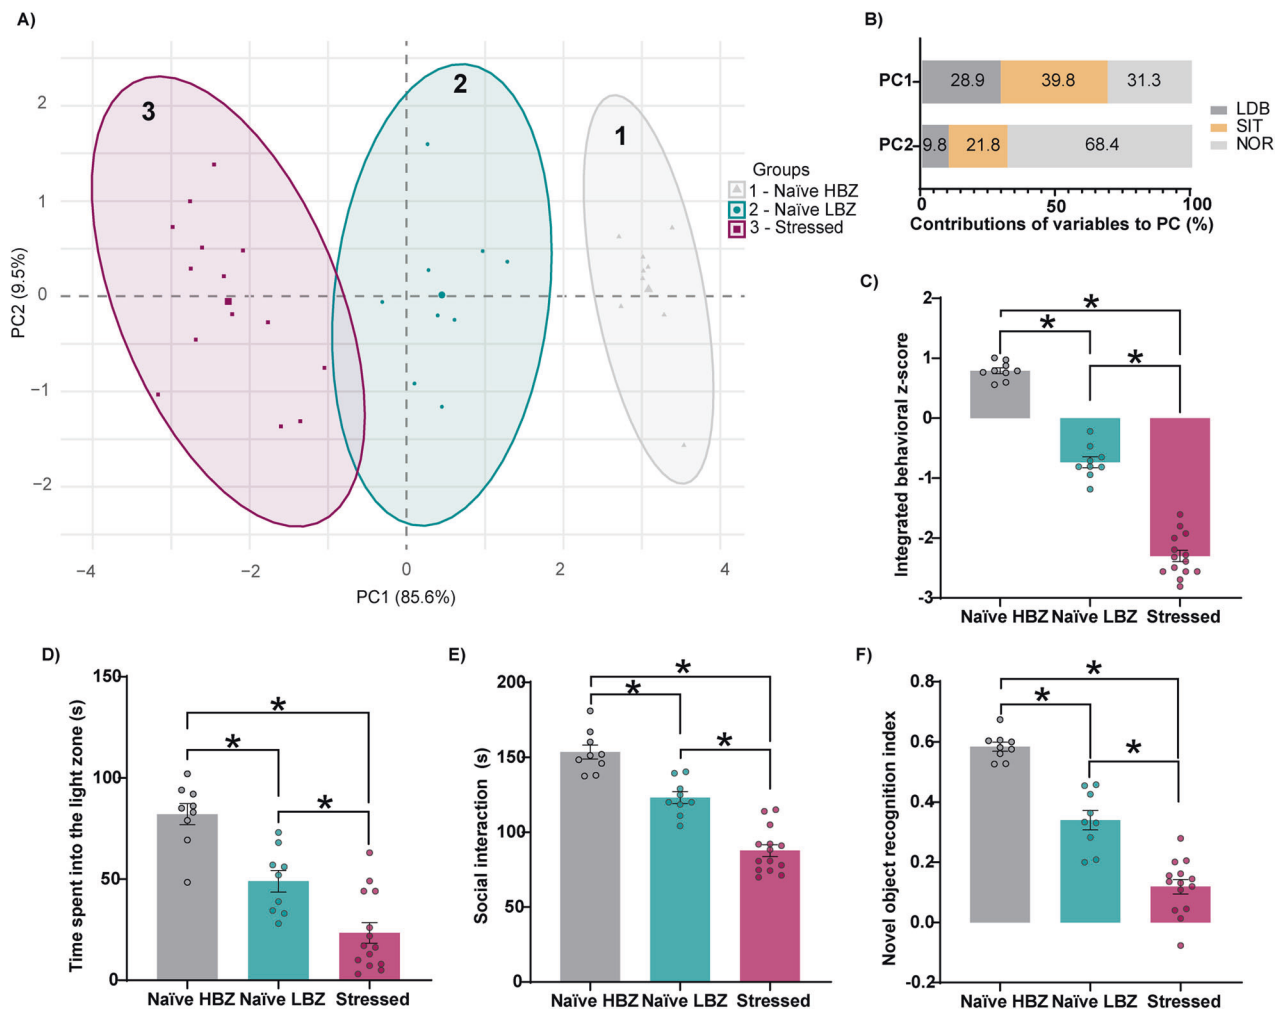 A)
3
2
1
2
1
0
−1
−2
PC2 (9.5%)
−4
−2
0
2
4
PC1 (85.6%)
Groups
1 - Naïve HBZ
2 - Naïve LBZ
3 - Stressed
B)
PC1
28.9
39.8
31.3
PC2
9.8
21.8
68.4
0
50
100
Contributions of variables to PC (%)
LDB
SIT
NOR
C)
Integrated behavioral z-score
2
1
0
-1
-2
-3
*
*
*
Naïve HBZ Naïve LBZ Stressed
D)
Time spent into the light zone (s)
150
100
50
0
*
*
*
Naïve HBZ Naïve LBZ Stressed
E)
Social interaction (s)
200
150
100
50
0
*
*
*
Naïve HBZ Naïve LBZ Stressed
F)
Novel object recognition index
0.8
0.6
0.4
0.2
0.0
-0.2
*
*
*
Naïve HBZ Naïve LBZ Stressed